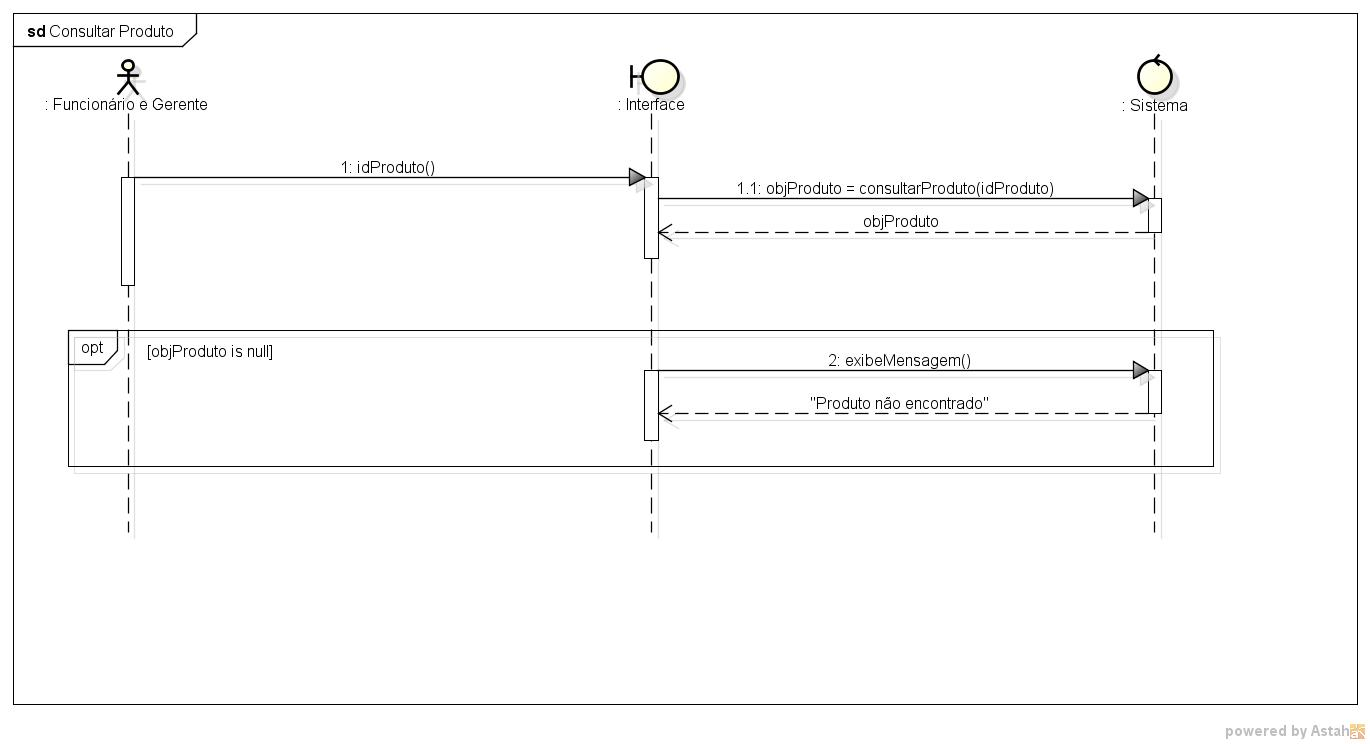 sd Consultar Produto
: Funcionário e Gerente
: Interface
: Sistema
1: idProduto()
1.1: objProduto = consultarProduto(idProduto)
objProduto
opt
[objProduto is null]
2: exibeMensagem()
"Produto não encontrado"
powered by Astah